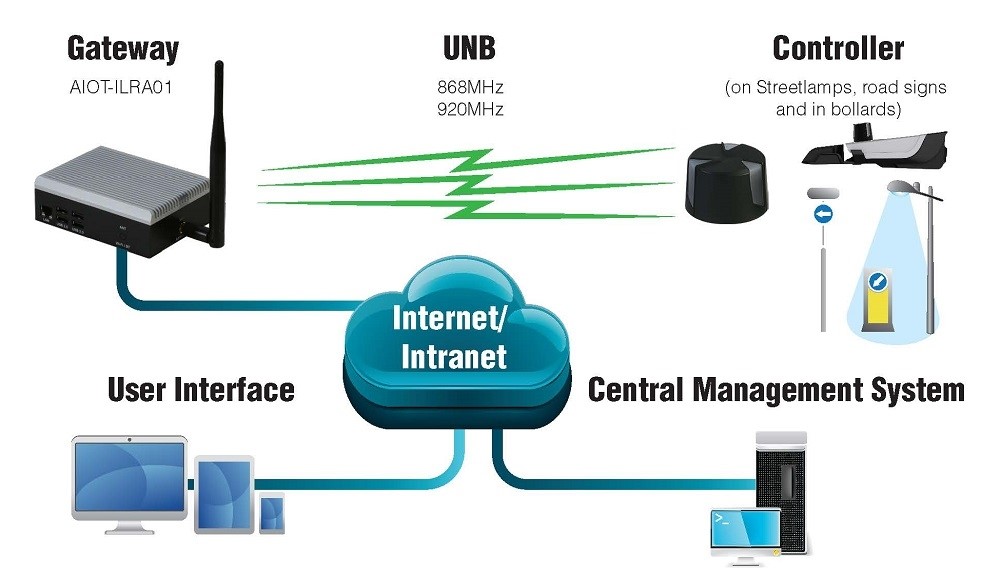 Gateway
AIOT-ILRA01
UNB
868MHz
920MHz
Controller
(on Streetlamps, road signs
and in bollards)
Internet/
Intranet
User Interface
Central Management System
>_